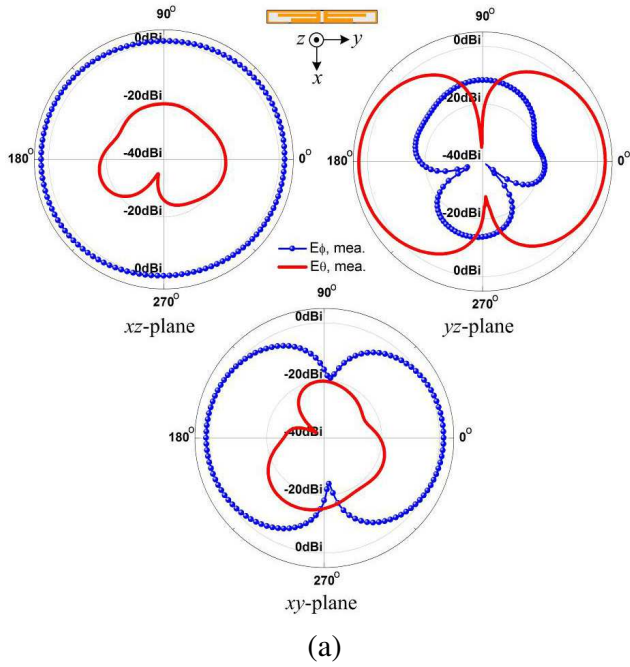 90°
0dBi
-20dBi
-40dBi
-20dBi
0dBi
180°
0°
270°
xz-plane
z
y
x
90°
0dBi
-20dBi
-40dBi
-20dBi
0dBi
180°
0°
270°
yz-plane
Eϕ, mea.
Eθ, mea.
90°
0dBi
-20dBi
-40dBi
-20dBi
0dBi
180°
0°
270°
xy-plane
(a)